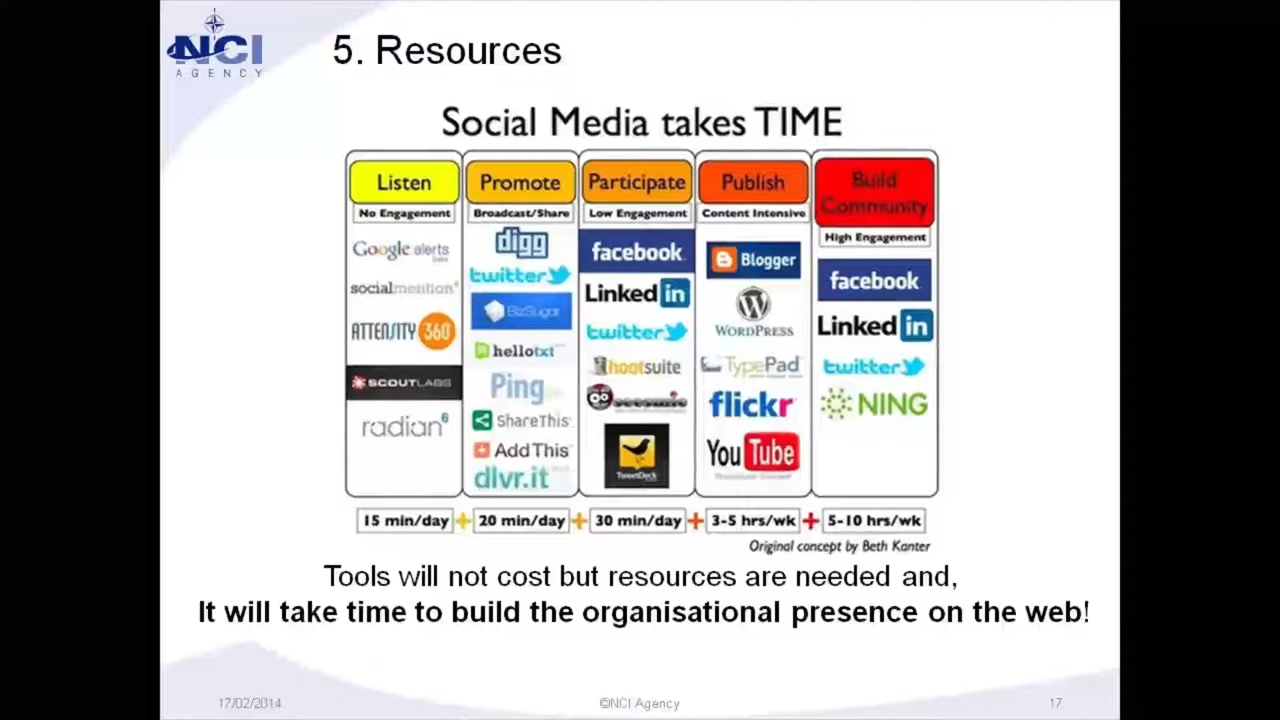 NCI
AGENCY
5. Resources
Social Media takes TIME
Listen
No Engagement
Google alerts
socialmention
ATTENSITY 360
SCOUTLABS
radian6
15 min/day
Promote
Broadcast/Share
digg
twitter
BizSugar
hellotxt
Ping
ShareThis
AddThis
dlvr.it
20 min/day
Participate
Low Engagement
facebook
Linked in
twitter
hootsuite
seesmic
TweetDeck
30 min/day
Publish
Content Intensive
Blogger
WORDPRESS
TypePad
flickr
YouTube
3-5 hrs/wk
Build
Community
High Engagement
facebook
Linked in
twitter
NING
5-10 hrs/wk
Original concept by Beth Kanter
Tools will not cost but resources are needed and,
It will take time to build the organisational presence on the web!
17/02/2014
©NCI Agency
17